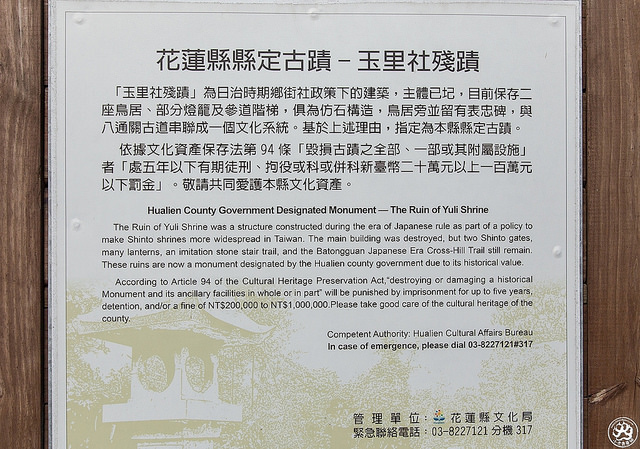 花蓮縣縣定古蹟－玉里社殘蹟
「玉里社殘蹟」為日治時期鄉街社政策下的建築，主體已圮，目前保存二
座鳥居、部分燈籠及參道階梯，俱為仿石構造，鳥居旁並留有表忠碑，與
八通關古道串聯成一個文化系統。基於上述理由，指定為本縣縣定古蹟。
依據文化資產保存法第 94 條「毀損古蹟之全部、一部或其附屬設施」
者「處五年以下有期徒刑、拘役或科或併科新臺幣二十萬元以上一百萬元
以下罰金」。敬請共同愛護本縣文化資產。
Hualien County Government Designated Monument — The Ruin of Yuli Shrine
The Ruin of Yuli Shrine was a structure constructed during the era of Japanese rule as part of a policy to
make Shinto shrines more widespread in Taiwan. The main building was destroyed, but two Shinto gates,
many lanterns, an imitation stone stair trail, and the Batongguan Japanese Era Cross-Hill Trail still remain.
These ruins are now a monument designated by the Hualien county government due to its historical value.
According to Article 94 of the Cultural Heritage Preservation Act,"destroying or damaging a historical
Monument and its ancillary facilities in whole or in part" will be punished by imprisonment for up to five years,
detention, and/or a fine of NT$200,000 to NT$1,000,000.Please take good care of the cultural heritage of the
county.
Competent Authority: Hualien Cultural Affairs Bureau
In case of emergence, please dial 03-8227121#317
管理單位：花蓮縣文化局
緊急聯絡電話：03-8227121 分機 317